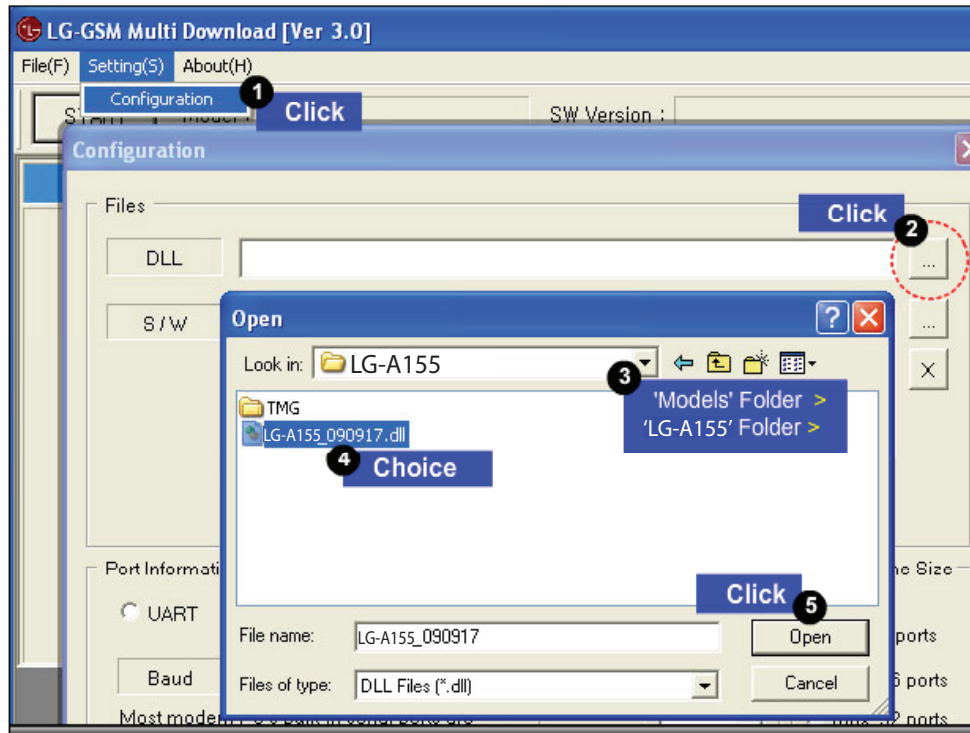 LG-GSM Multi Download [Ver 3.0]
File(F) Setting(S) About(H)
Configuration
1
Click
SW Version :
Configuration
Files
Click
2
DLL
...
S/W
...
X
Open
Look in: LG-A155
3
'Models' Folder >
'LG-A155' Folder >
TMG
LG-A155_090917.dll
4
Choice
Port Informati
UART
Baud
Click
5
File name: LG-A155_090917
Open
ports
Files of type: DLL Files (*.dll)
Cancel
ports
ports